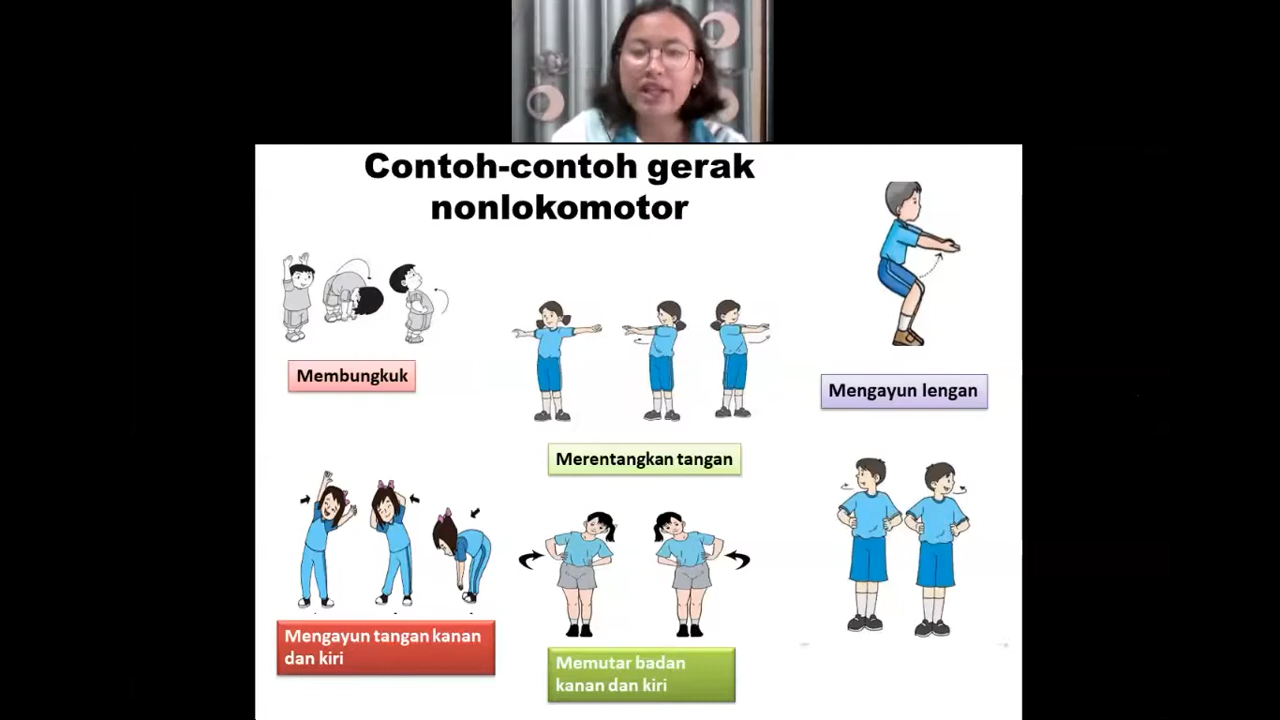 Contoh-contoh gerak
nonlokomotor
Membungkuk
Merentangkan tangan
Mengayun lengan
Mengayun tangan kanan
dan kiri
Memutar badan
kanan dan kiri